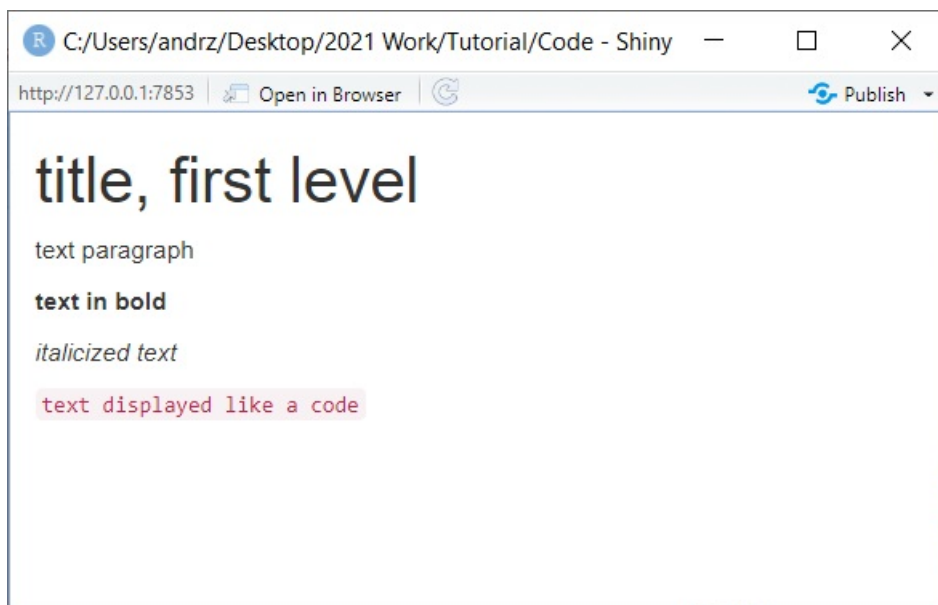 R C:/Users/andrz/Desktop/2021 Work/Tutorial/Code - Shiny
http://127.0.0.1:7853 Open in Browser Publish
title, first level
text paragraph
text in bold
italicized text
text displayed like a code